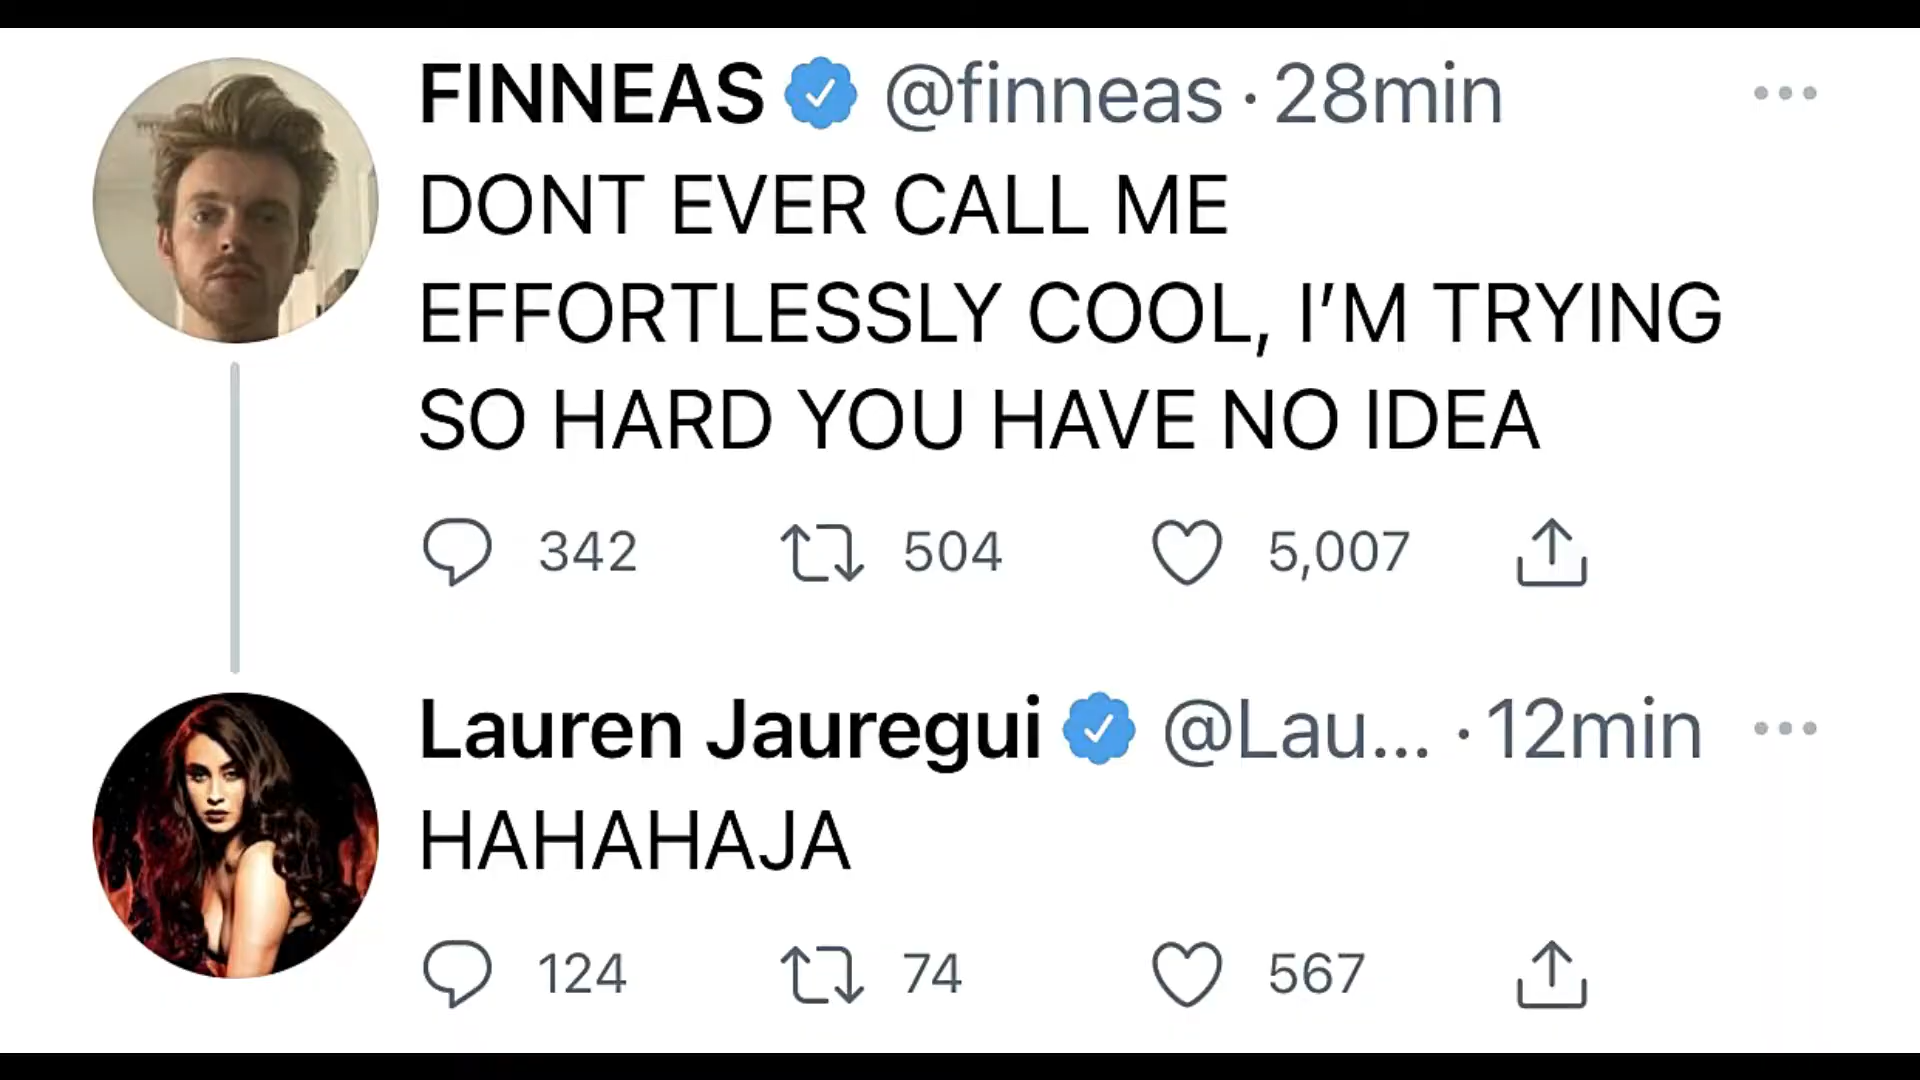 FINNEAS @finneas · 28min
DONT EVER CALL ME
EFFORTLESSLY COOL, I’M TRYING
SO HARD YOU HAVE NO IDEA
342 504 5,007
Lauren Jauregui @Lau... · 12min
HAHAHAJA
124 74 567